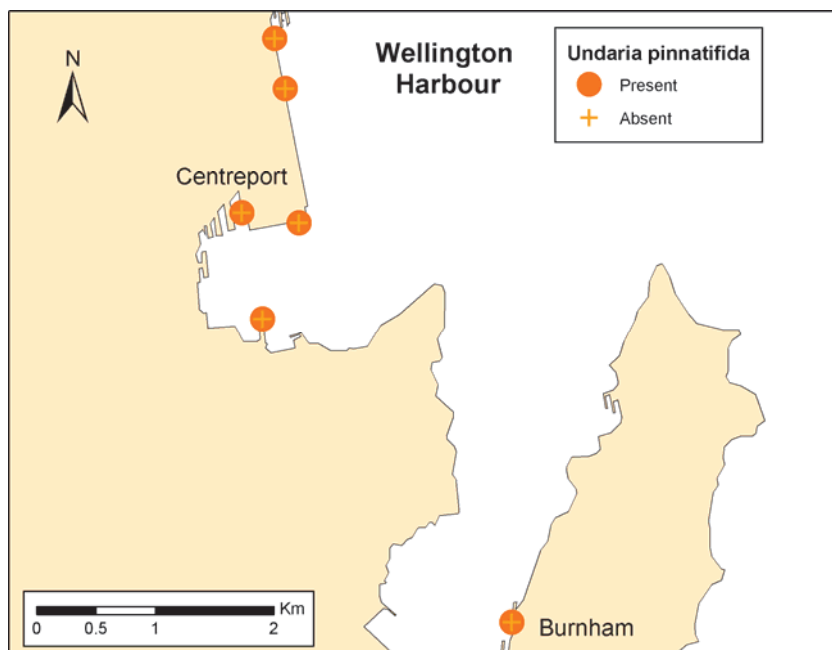 Wellington
Harbour
Undaria pinnatifida
Present
Absent
N
Centreport
Burnham
Km
0 0.5 1 2